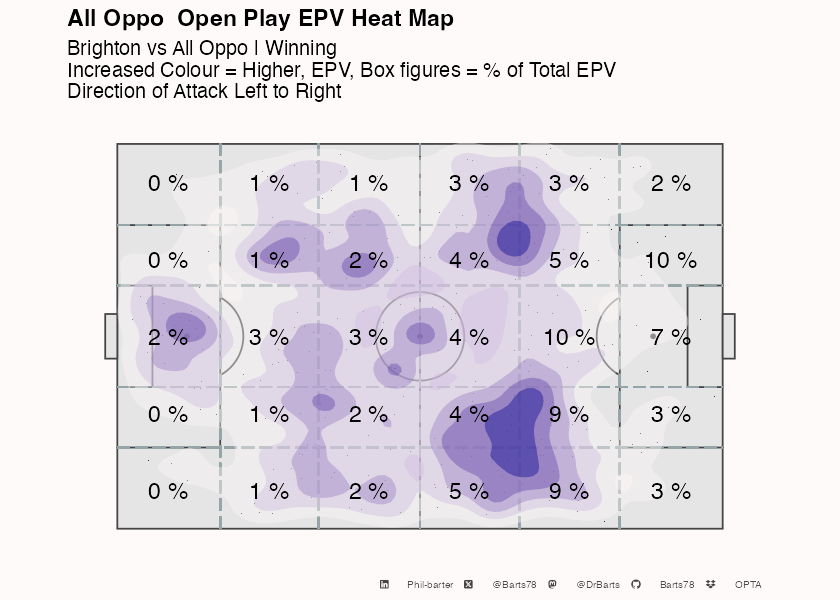 All Oppo  Open Play EPV Heat Map
Brighton vs All Oppo | Winning
Increased Colour = Higher, EPV, Box figures = % of Total EPV
Direction of Attack Left to Right
0 % 1 % 1 % 3 % 3 % 2 %
0 % 1 % 2 % 4 % 5 % 10 %
2 % 3 % 3 % 4 % 10 % 7 %
0 % 1 % 2 % 4 % 9 % 3 %
0 % 1 % 2 % 5 % 9 % 3 %
Phil-barter @Barts78 @DrBarts Barts78 OPTA